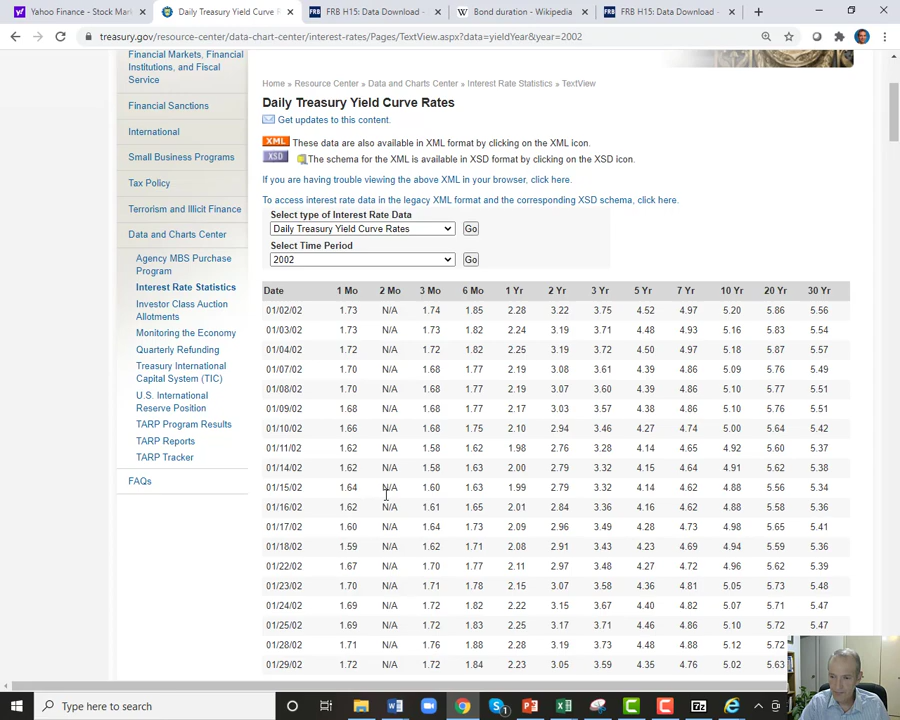 Yahoo Finance - Stock Mark
Daily Treasury Yield Curve R
FRB H15: Data Download -
Bond duration - Wikipedia
FRB H15: Data Download -
treasury.gov/resource-center/data-chart-center/interest-rates/Pages/TextView.aspx?data=yieldYear&year=2002
Financial Markets, Financial
Institutions, and Fiscal
Service
Financial Sanctions
International
Small Business Programs
Tax Policy
Terrorism and Illicit Finance
Data and Charts Center
Agency MBS Purchase
Program
Interest Rate Statistics
Investor Class Auction
Allotments
Monitoring the Economy
Quarterly Refunding
Treasury International
Capital System (TIC)
U.S. International
Reserve Position
TARP Program Results
TARP Reports
TARP Tracker
FAQs
Home » Resource Center » Data and Charts Center » Interest Rate Statistics » TextView
Daily Treasury Yield Curve Rates
Get updates to this content.
XML These data are also available in XML format by clicking on the XML icon.
XSD The schema for the XML is available in XSD format by clicking on the XSD icon.
If you are having trouble viewing the above XML in your browser, click here.
To access interest rate data in the legacy XML format and the corresponding XSD schema, click here.
Select type of Interest Rate Data
Daily Treasury Yield Curve Rates Go
Select Time Period
2002 Go
Date 1 Mo 2 Mo 3 Mo 6 Mo 1 Yr 2 Yr 3 Yr 5 Yr 7 Yr 10 Yr 20 Yr 30 Yr
01/02/02 1.73 N/A 1.74 1.85 2.28 3.22 3.75 4.52 4.97 5.20 5.86 5.56
01/03/02 1.73 N/A 1.73 1.82 2.24 3.19 3.71 4.48 4.93 5.16 5.83 5.54
01/04/02 1.72 N/A 1.72 1.82 2.25 3.19 3.72 4.50 4.97 5.18 5.87 5.57
01/07/02 1.70 N/A 1.68 1.77 2.19 3.08 3.61 4.39 4.86 5.09 5.76 5.49
01/08/02 1.70 N/A 1.68 1.77 2.19 3.07 3.60 4.39 4.86 5.10 5.77 5.51
01/09/02 1.68 N/A 1.68 1.77 2.17 3.03 3.57 4.38 4.86 5.10 5.76 5.51
01/10/02 1.66 N/A 1.68 1.75 2.10 2.94 3.46 4.27 4.74 5.00 5.64 5.42
01/11/02 1.62 N/A 1.58 1.62 1.98 2.76 3.28 4.14 4.65 4.92 5.60 5.37
01/14/02 1.62 N/A 1.58 1.63 2.00 2.79 3.32 4.15 4.64 4.91 5.62 5.38
01/15/02 1.64 N/A 1.60 1.63 1.99 2.79 3.32 4.14 4.62 4.88 5.56 5.34
01/16/02 1.62 N/A 1.61 1.65 2.01 2.84 3.36 4.16 4.62 4.88 5.58 5.36
01/17/02 1.60 N/A 1.64 1.73 2.09 2.96 3.49 4.28 4.73 4.98 5.65 5.41
01/18/02 1.59 N/A 1.62 1.71 2.08 2.91 3.43 4.23 4.69 4.94 5.59 5.36
01/22/02 1.67 N/A 1.70 1.77 2.11 2.97 3.48 4.27 4.72 4.96 5.62 5.39
01/23/02 1.70 N/A 1.71 1.78 2.15 3.07 3.58 4.36 4.81 5.05 5.73 5.48
01/24/02 1.69 N/A 1.72 1.82 2.22 3.15 3.67 4.40 4.82 5.07 5.71 5.47
01/25/02 1.69 N/A 1.72 1.83 2.25 3.17 3.71 4.46 4.86 5.10 5.72 5.47
01/28/02 1.71 N/A 1.76 1.88 2.28 3.19 3.73 4.48 4.88 5.12 5.72
01/29/02 1.72 N/A 1.72 1.84 2.23 3.05 3.59 4.35 4.76 5.02 5.63
Type here to search